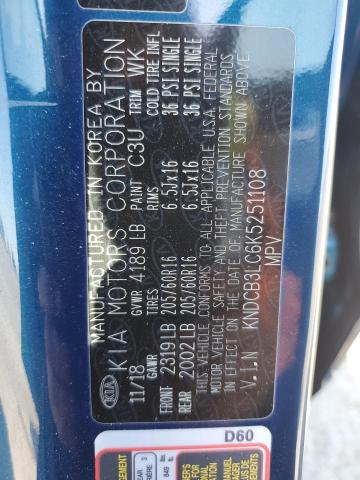 MANUFACTURED IN KOREA BY
KIA KIA MOTORS CORPORATION
11/18 GVWR 4189 LB PAINT C3U TRIM WK
GAWR TIRES RIMS COLD TIRE INFL
FRONT 2319 LB 205/60R16 6.5Jx16 36 PSI SINGLE
REAR 2002 LB 205/60R16 6.5Jx16 36 PSI SINGLE
THIS VEHICLE CONFORMS TO ALL APPLICABLE U.S.A. FEDERAL
MOTOR VEHICLE SAFETY AND THEFT PREVENTION STANDARDS
IN EFFECT ON THE DATE OF MANUFACTURE SHOWN ABOVE.
V.I.N KNDCB8LC6K5251108
MPV
D60